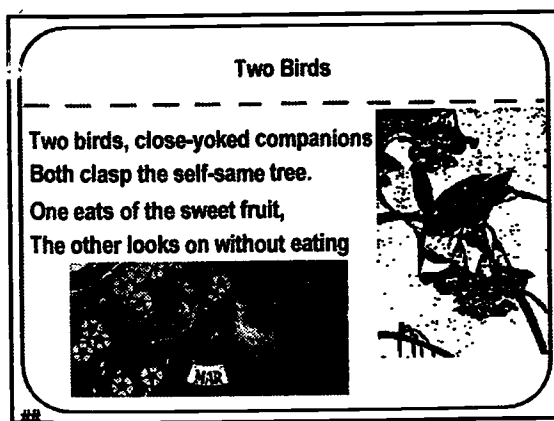 Two Birds
Two birds, close-yoked companions
Both clasp the self-same tree.
One eats of the sweet fruit,
The other looks on without eating
MAR
##